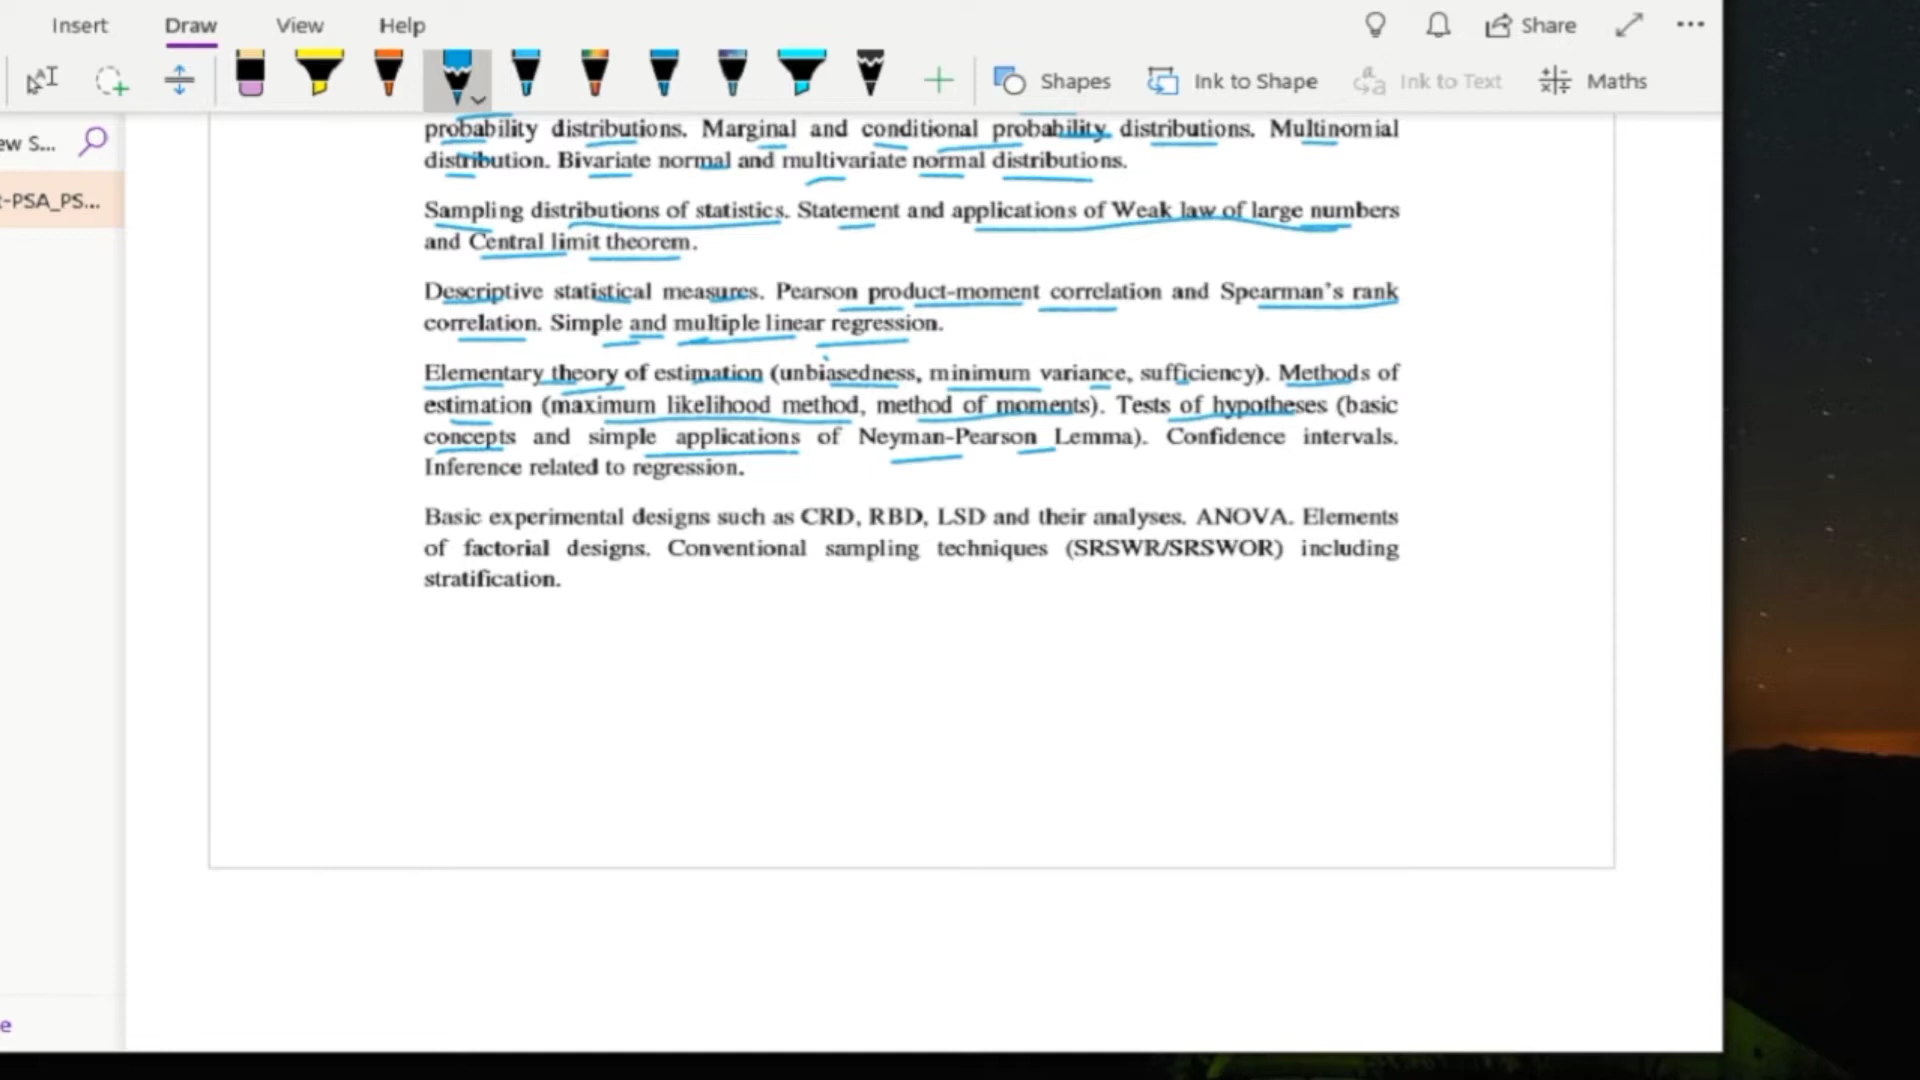 Insert Draw View Help Share
Shapes Ink to Shape Ink to Text Maths
ew S...
-PSA_PS...
probability distributions. Marginal and conditional probability distributions. Multinomial
distribution. Bivariate normal and multivariate normal distributions.
Sampling distributions of statistics. Statement and applications of Weak law of large numbers
and Central limit theorem.
Descriptive statistical measures. Pearson product-moment correlation and Spearman's rank
correlation. Simple and multiple linear regression.
Elementary theory of estimation (unbiasedness, minimum variance, sufficiency). Methods of
estimation (maximum likelihood method, method of moments). Tests of hypotheses (basic
concepts and simple applications of Neyman-Pearson Lemma). Confidence intervals.
Inference related to regression.
Basic experimental designs such as CRD, RBD, LSD and their analyses. ANOVA. Elements
of factorial designs. Conventional sampling techniques (SRSWR/SRSWOR) including
stratification.
e